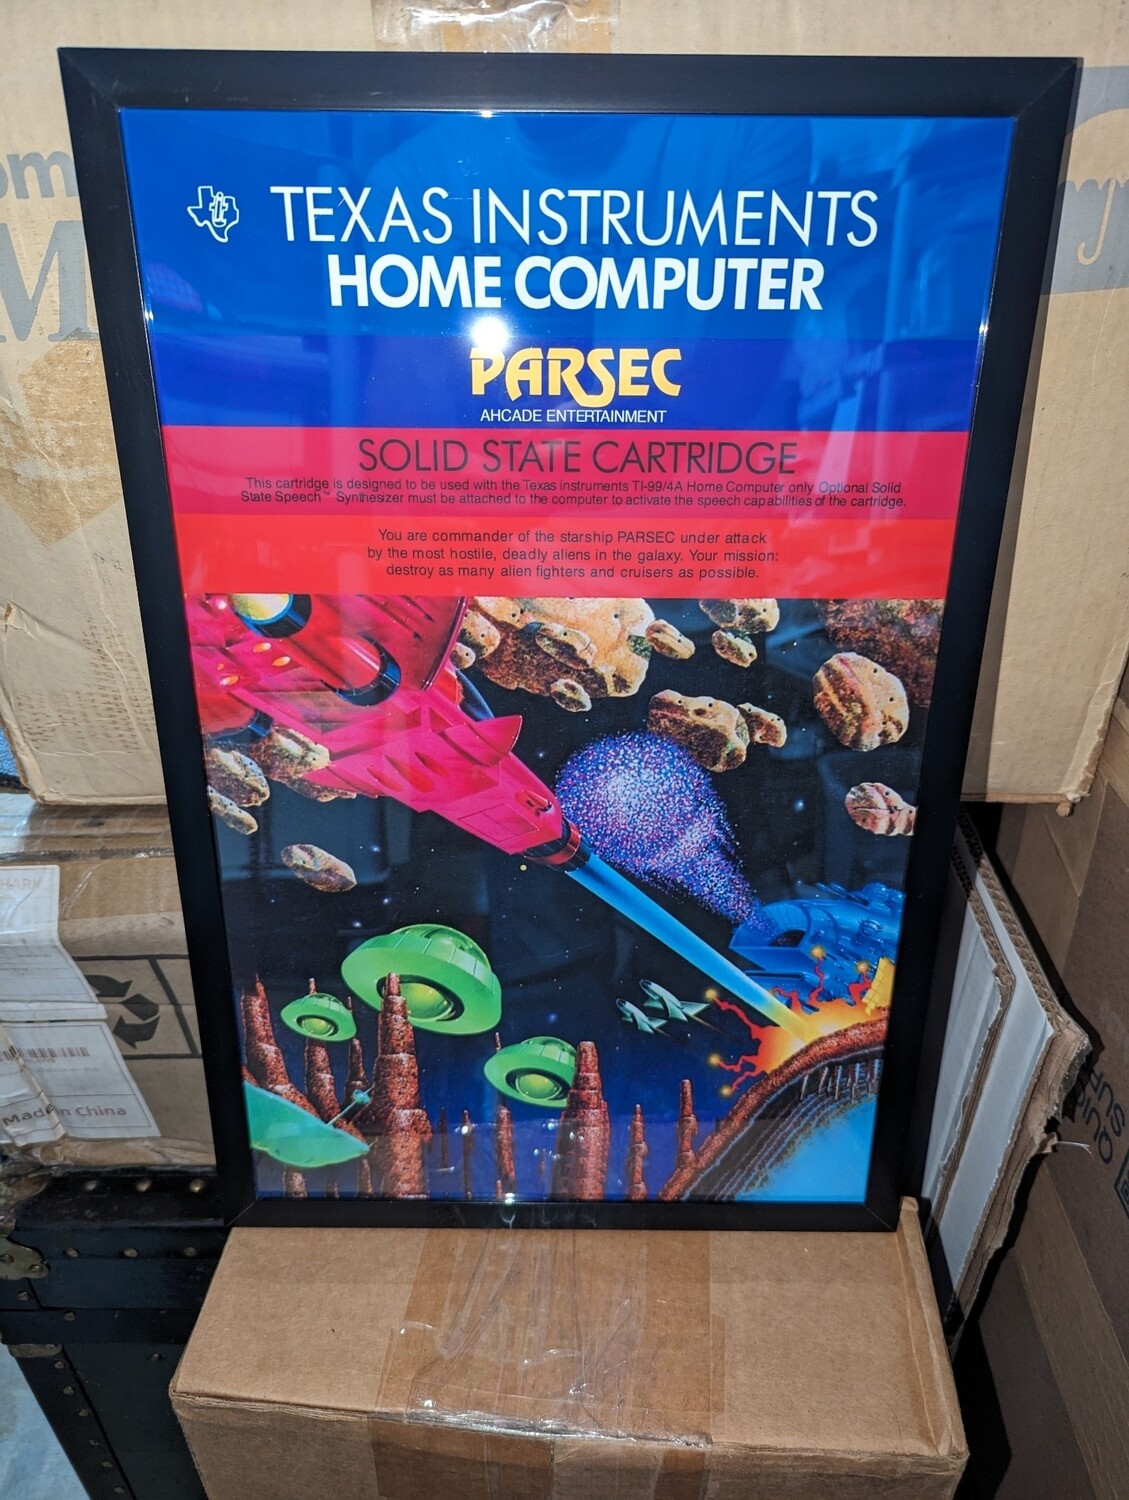 TEXAS INSTRUMENTS
HOME COMPUTER
PARSEC
AHCADE ENTERTAINMENT
SOLID STATE CARTRIDGE
This cartridge is designed to be used with the Texas instruments TI-99/4A Home Computer only Optional Solid
State Speech™ Synthesizer must be attached to the computer to activate the speech capabilities of the cartridge.
You are commander of the starship PARSEC under attack
by the most hostile, deadly aliens in the galaxy. Your mission:
destroy as many alien fighters and cruisers as possible.
Made in China